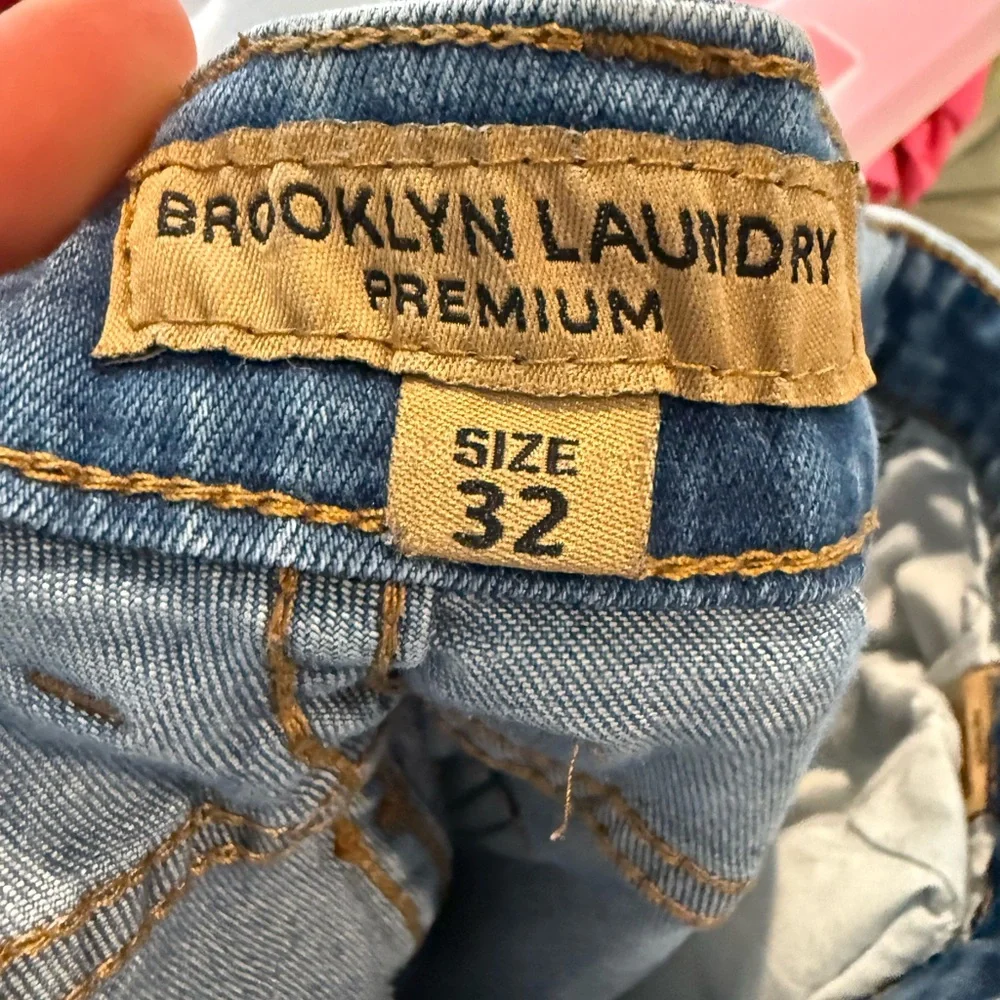 BROOKLYN LAUNDRY
PREMIUM
SIZE
32